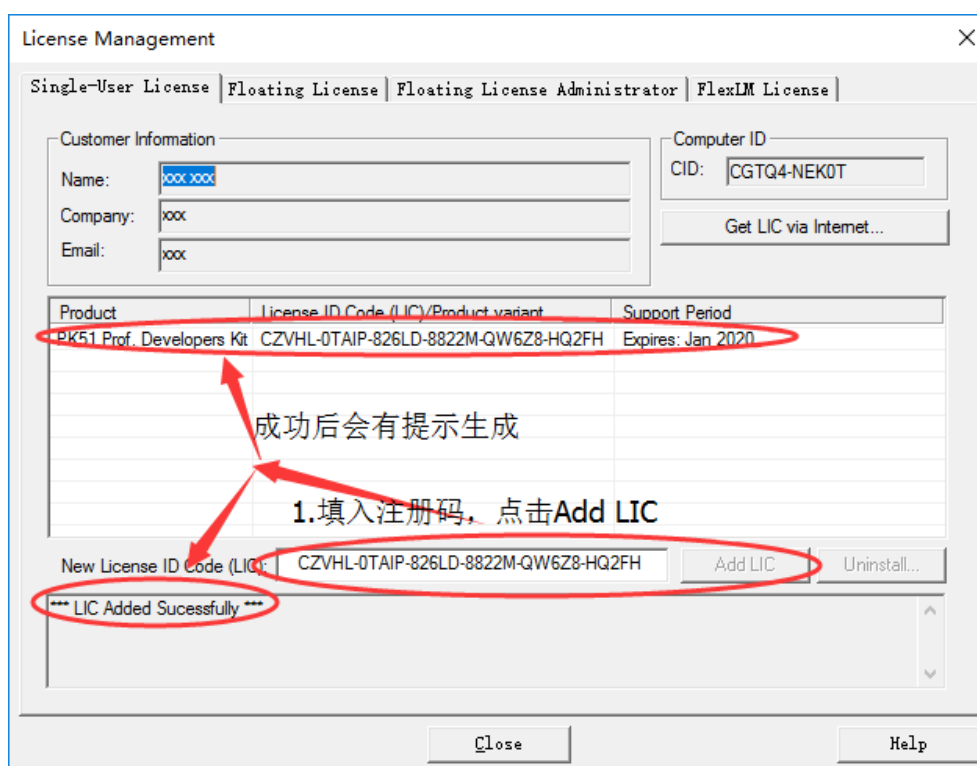 License Management
Single-User License Floating License Floating License Administrator FlexLM License
Customer Information
Name: xxx xxx
Company: xxx
Email: xxx
Computer ID
CID: CGTQ4-NEK0T
Get LIC via Internet...
Product License ID Code (LIC)/Product variant Support Period
PK51 Prof. Developers Kit CZVHL-0TAIP-826LD-8822M-QW6Z8-HQ2FH Expires: Jan 2020
成功后会有提示生成
1.填入注册码，点击Add LIC
New License ID Code (LIC): CZVHL-0TAIP-826LD-8822M-QW6Z8-HQ2FH Add LIC Uninstall...
*** LIC Added Sucessfully ***
Close Help